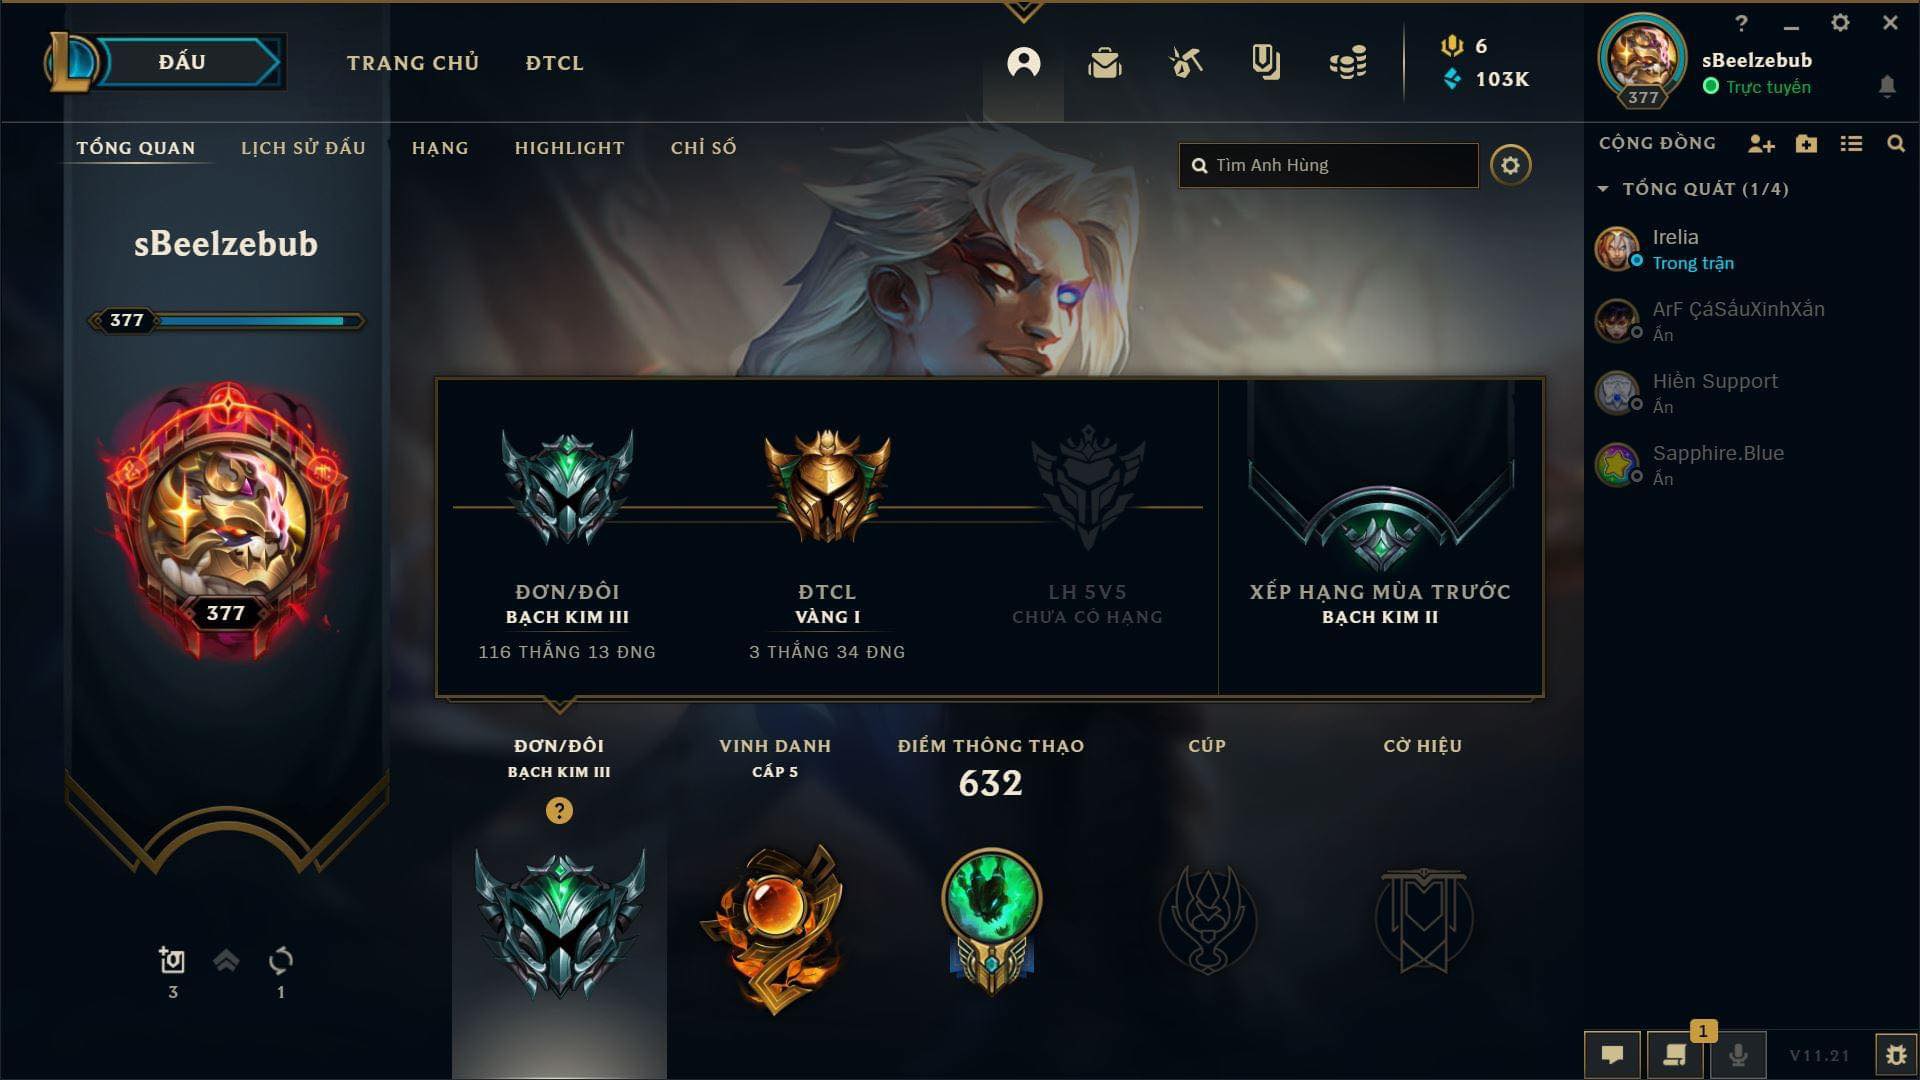 ĐẤU
TRANG CHỦ
ĐTCL
6
103K
?
sBeelzebub
Trực tuyến
377
TỔNG QUAN
LỊCH SỬ ĐẤU
HẠNG
HIGHLIGHT
CHỈ SỐ
Tìm Anh Hùng
CỘNG ĐỒNG
TỔNG QUÁT (1/4)
Irelia
Trong trận
ArF ÇáSấuXinhXắn
Ẩn
Hiền Support
Ẩn
Sapphire.Blue
Ẩn
sBeelzebub
377
377
3
1
ĐƠN/ĐÔI
BẠCH KIM III
116 THẮNG 13 ĐNG
ĐTCL
VÀNG I
3 THẮNG 34 ĐNG
LH 5V5
CHƯA CÓ HẠNG
XẾP HẠNG MÙA TRƯỚC
BẠCH KIM II
ĐƠN/ĐÔI
BẠCH KIM III
?
VINH DANH
CẤP 5
ĐIỂM THÔNG THẠO
632
CÚP
CỜ HIỆU
1
V11.21